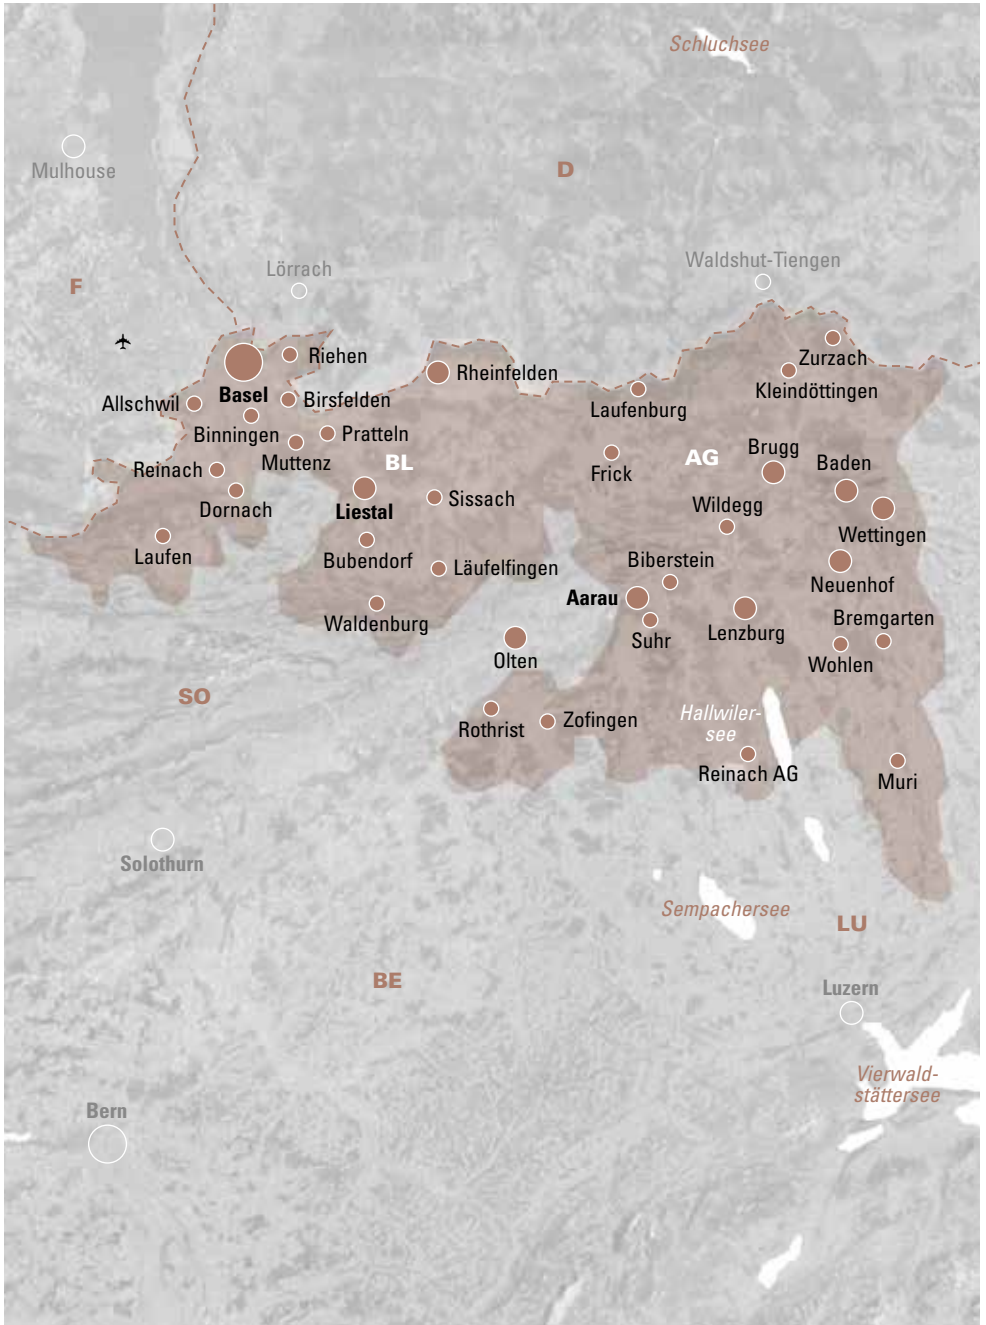 Schluchsee
Mulhouse
D
Waldshut-Tiengen
Lörrach
F
Riehen
Zurzach
Rheinfelden
Kleindöttingen
Basel
Allschwil
Birsfelden
Laufenburg
Binningen
Pratteln
Muttenz
BL
AG
Brugg
Baden
Reinach
Frick
Dornach
Sissach
Liestal
Wildegg
Wettingen
Laufen
Bubendorf
Läufelfingen
Biberstein
Neuenhof
Aarau
Waldenburg
Bremgarten
Lenzburg
Suhr
Olten
Wohlen
SO
Hallwiler-
see
Rothrist
Zofingen
Reinach AG
Muri
Solothurn
Sempachersee
LU
BE
Luzern
Vierwald-
stättersee
Bern